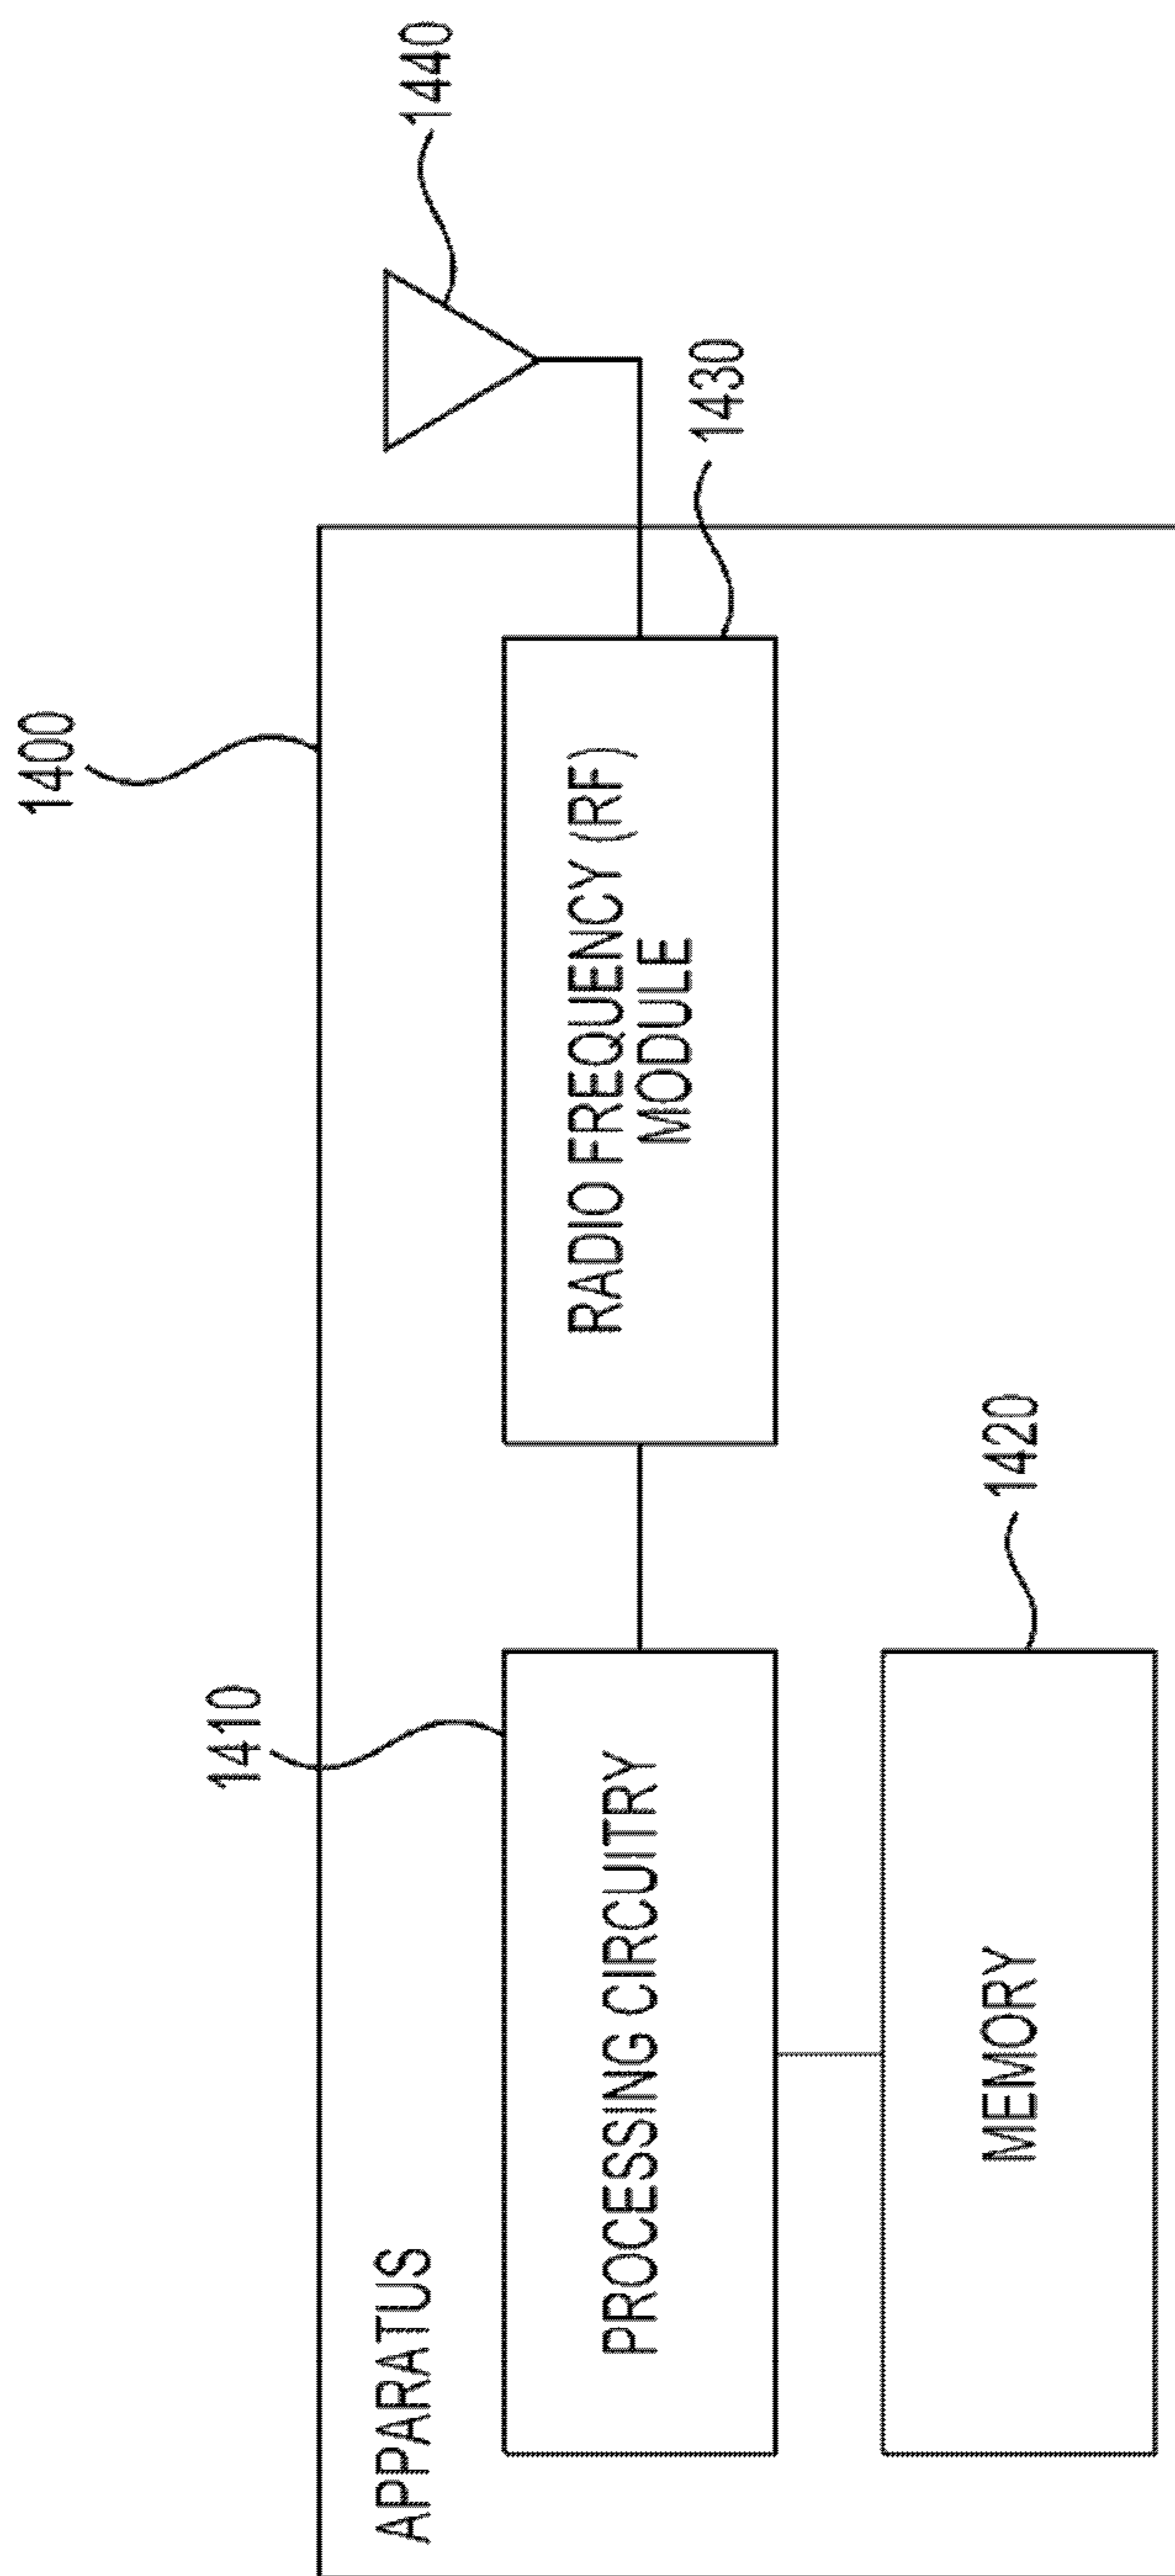 1400
APPARATUS
1410
PROCESSING CIRCUITRY
RADIO FREQUENCY (RF)
MODULE
1440
1430
MEMORY
1420